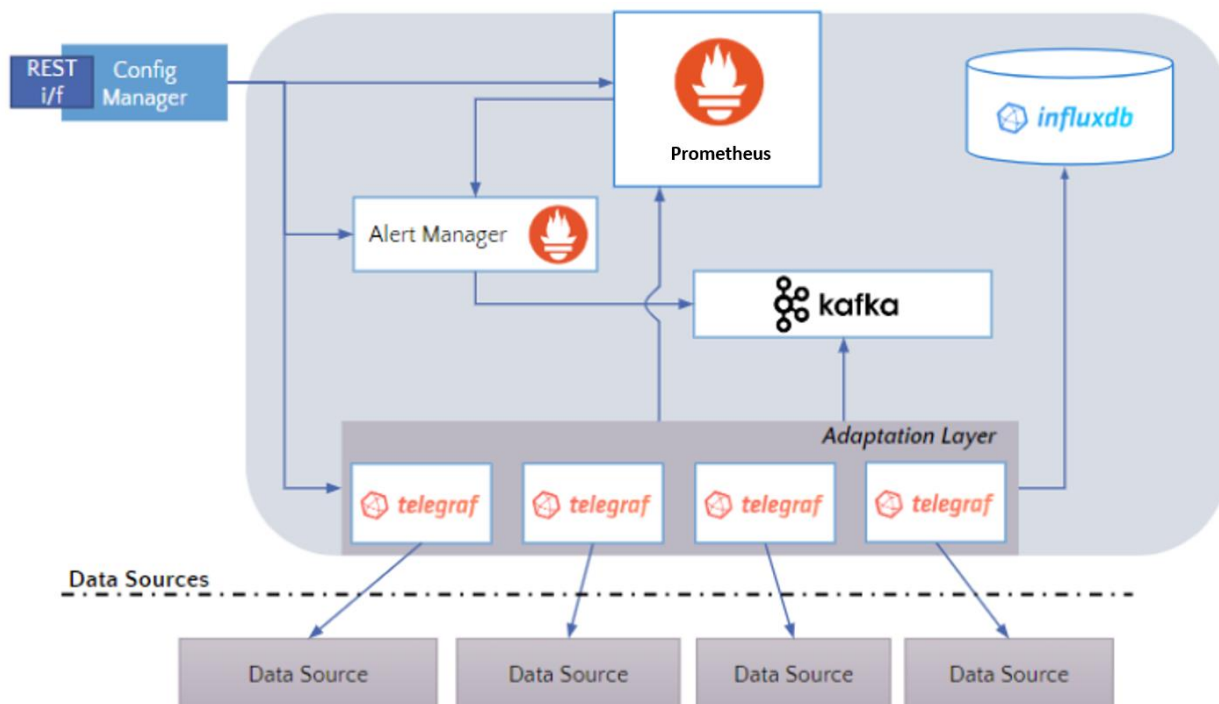 REST
i/f
Config
Manager
Prometheus
influxdb
Alert Manager
kafka
Adaptation Layer
telegraf
telegraf
telegraf
telegraf
Data Sources
Data Source
Data Source
Data Source
Data Source